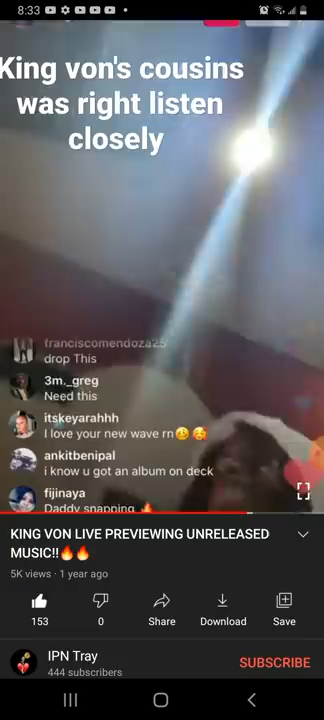 8:33
King von's cousins
was right listen
closely
franciscomendoza25
drop This
3m._greg
Need this
itskeyarahhh
I love your new wave rn🥴🥰
ankitbenipal
i know u got an album on deck
fijinaya
Daddy snapping 🔥
KING VON LIVE PREVIEWING UNRELEASED
MUSIC!!🔥🔥
5K views · 1 year ago
153
0
Share
Download
Save
IPN Tray
444 subscribers
SUBSCRIBE